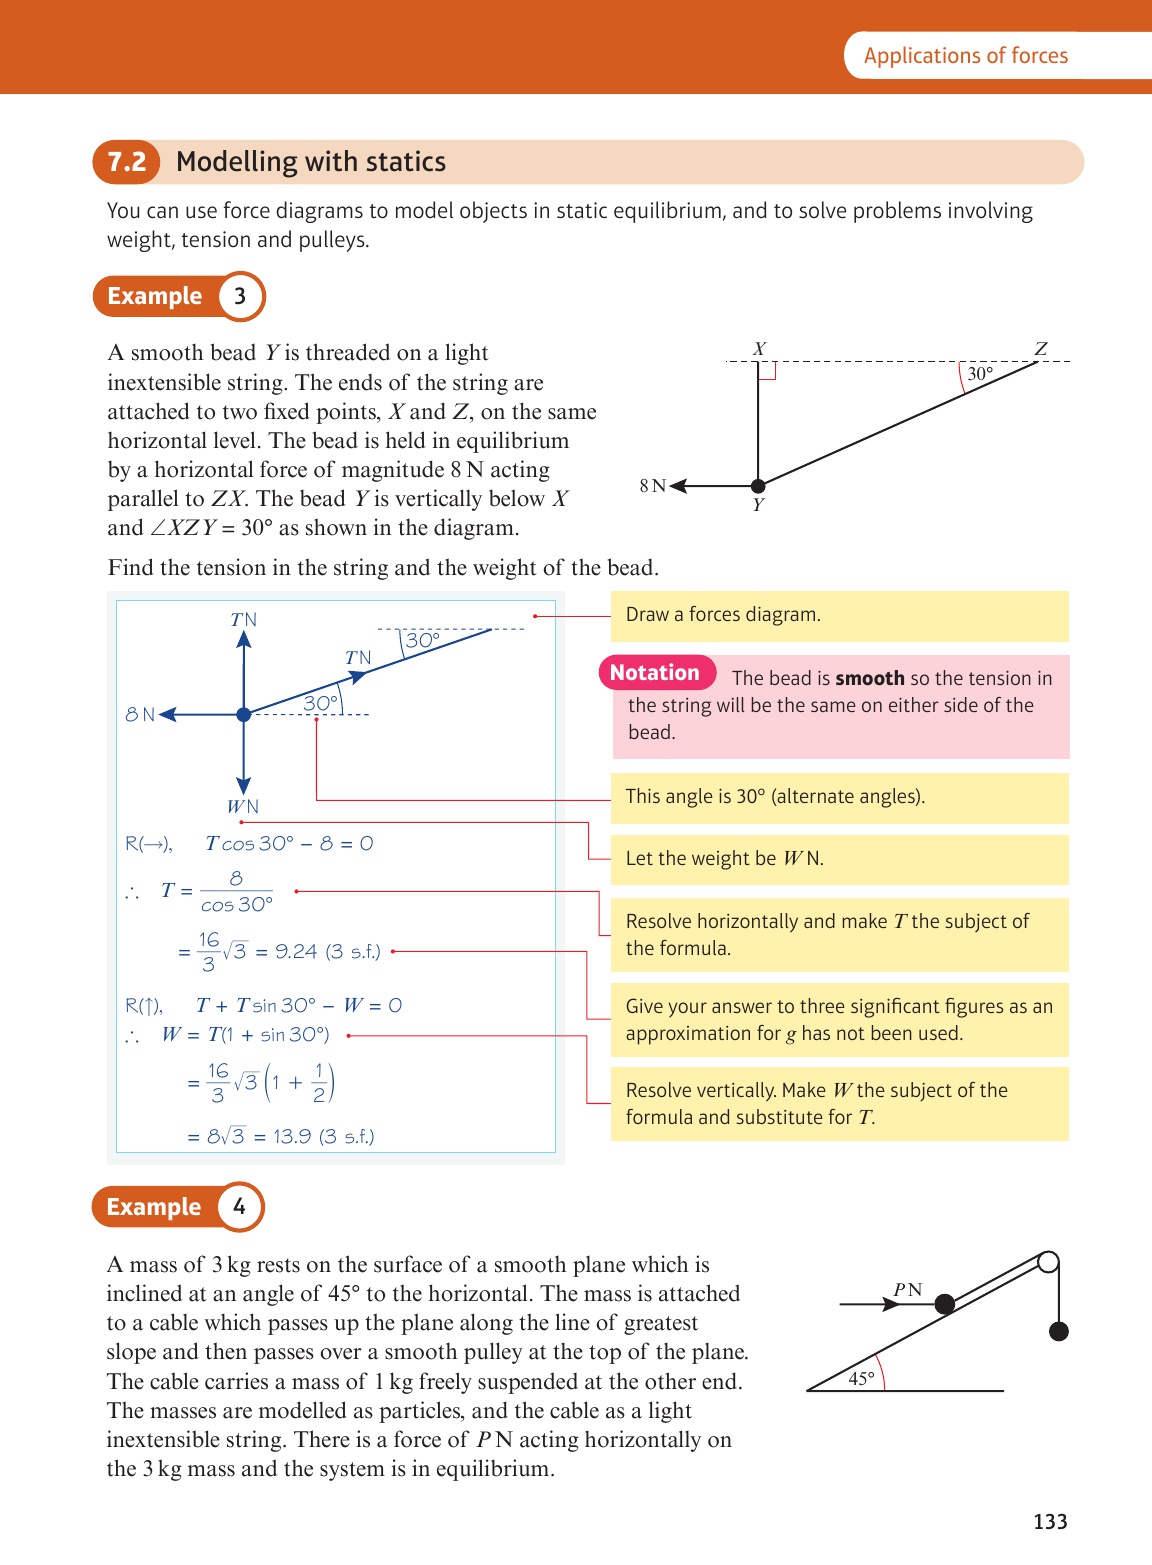 Applications of forces
7.2 Modelling with statics
You can use force diagrams to model objects in static equilibrium, and to solve problems involving
weight, tension and pulleys.
Example 3
A smooth bead Y is threaded on a light
inextensible string. The ends of the string are
attached to two fixed points, X and Z, on the same
horizontal level. The bead is held in equilibrium
by a horizontal force of magnitude 8 N acting
parallel to ZX. The bead Y is vertically below X
and ∠XZY = 30° as shown in the diagram.
X
Z
30°
8 N
Y
Find the tension in the string and the weight of the bead.
T N
30°
T N
30°
8 N
W N
R(→), T cos 30° − 8 = 0
∴ T = 8/cos 30°
= 16/3 √3 = 9.24 (3 s.f.)
R(↑), T + T sin 30° − W = 0
∴ W = T(1 + sin 30°)
= 16/3 √3 (1 + 1/2)
= 8√3 = 13.9 (3 s.f.)
Draw a forces diagram.
Notation The bead is smooth so the tension in
the string will be the same on either side of the
bead.
This angle is 30° (alternate angles).
Let the weight be W N.
Resolve horizontally and make T the subject of
the formula.
Give your answer to three significant figures as an
approximation for g has not been used.
Resolve vertically. Make W the subject of the
formula and substitute for T.
Example 4
A mass of 3 kg rests on the surface of a smooth plane which is
inclined at an angle of 45° to the horizontal. The mass is attached
to a cable which passes up the plane along the line of greatest
slope and then passes over a smooth pulley at the top of the plane.
The cable carries a mass of 1 kg freely suspended at the other end.
The masses are modelled as particles, and the cable as a light
inextensible string. There is a force of P N acting horizontally on
the 3 kg mass and the system is in equilibrium.
P N
45°
133